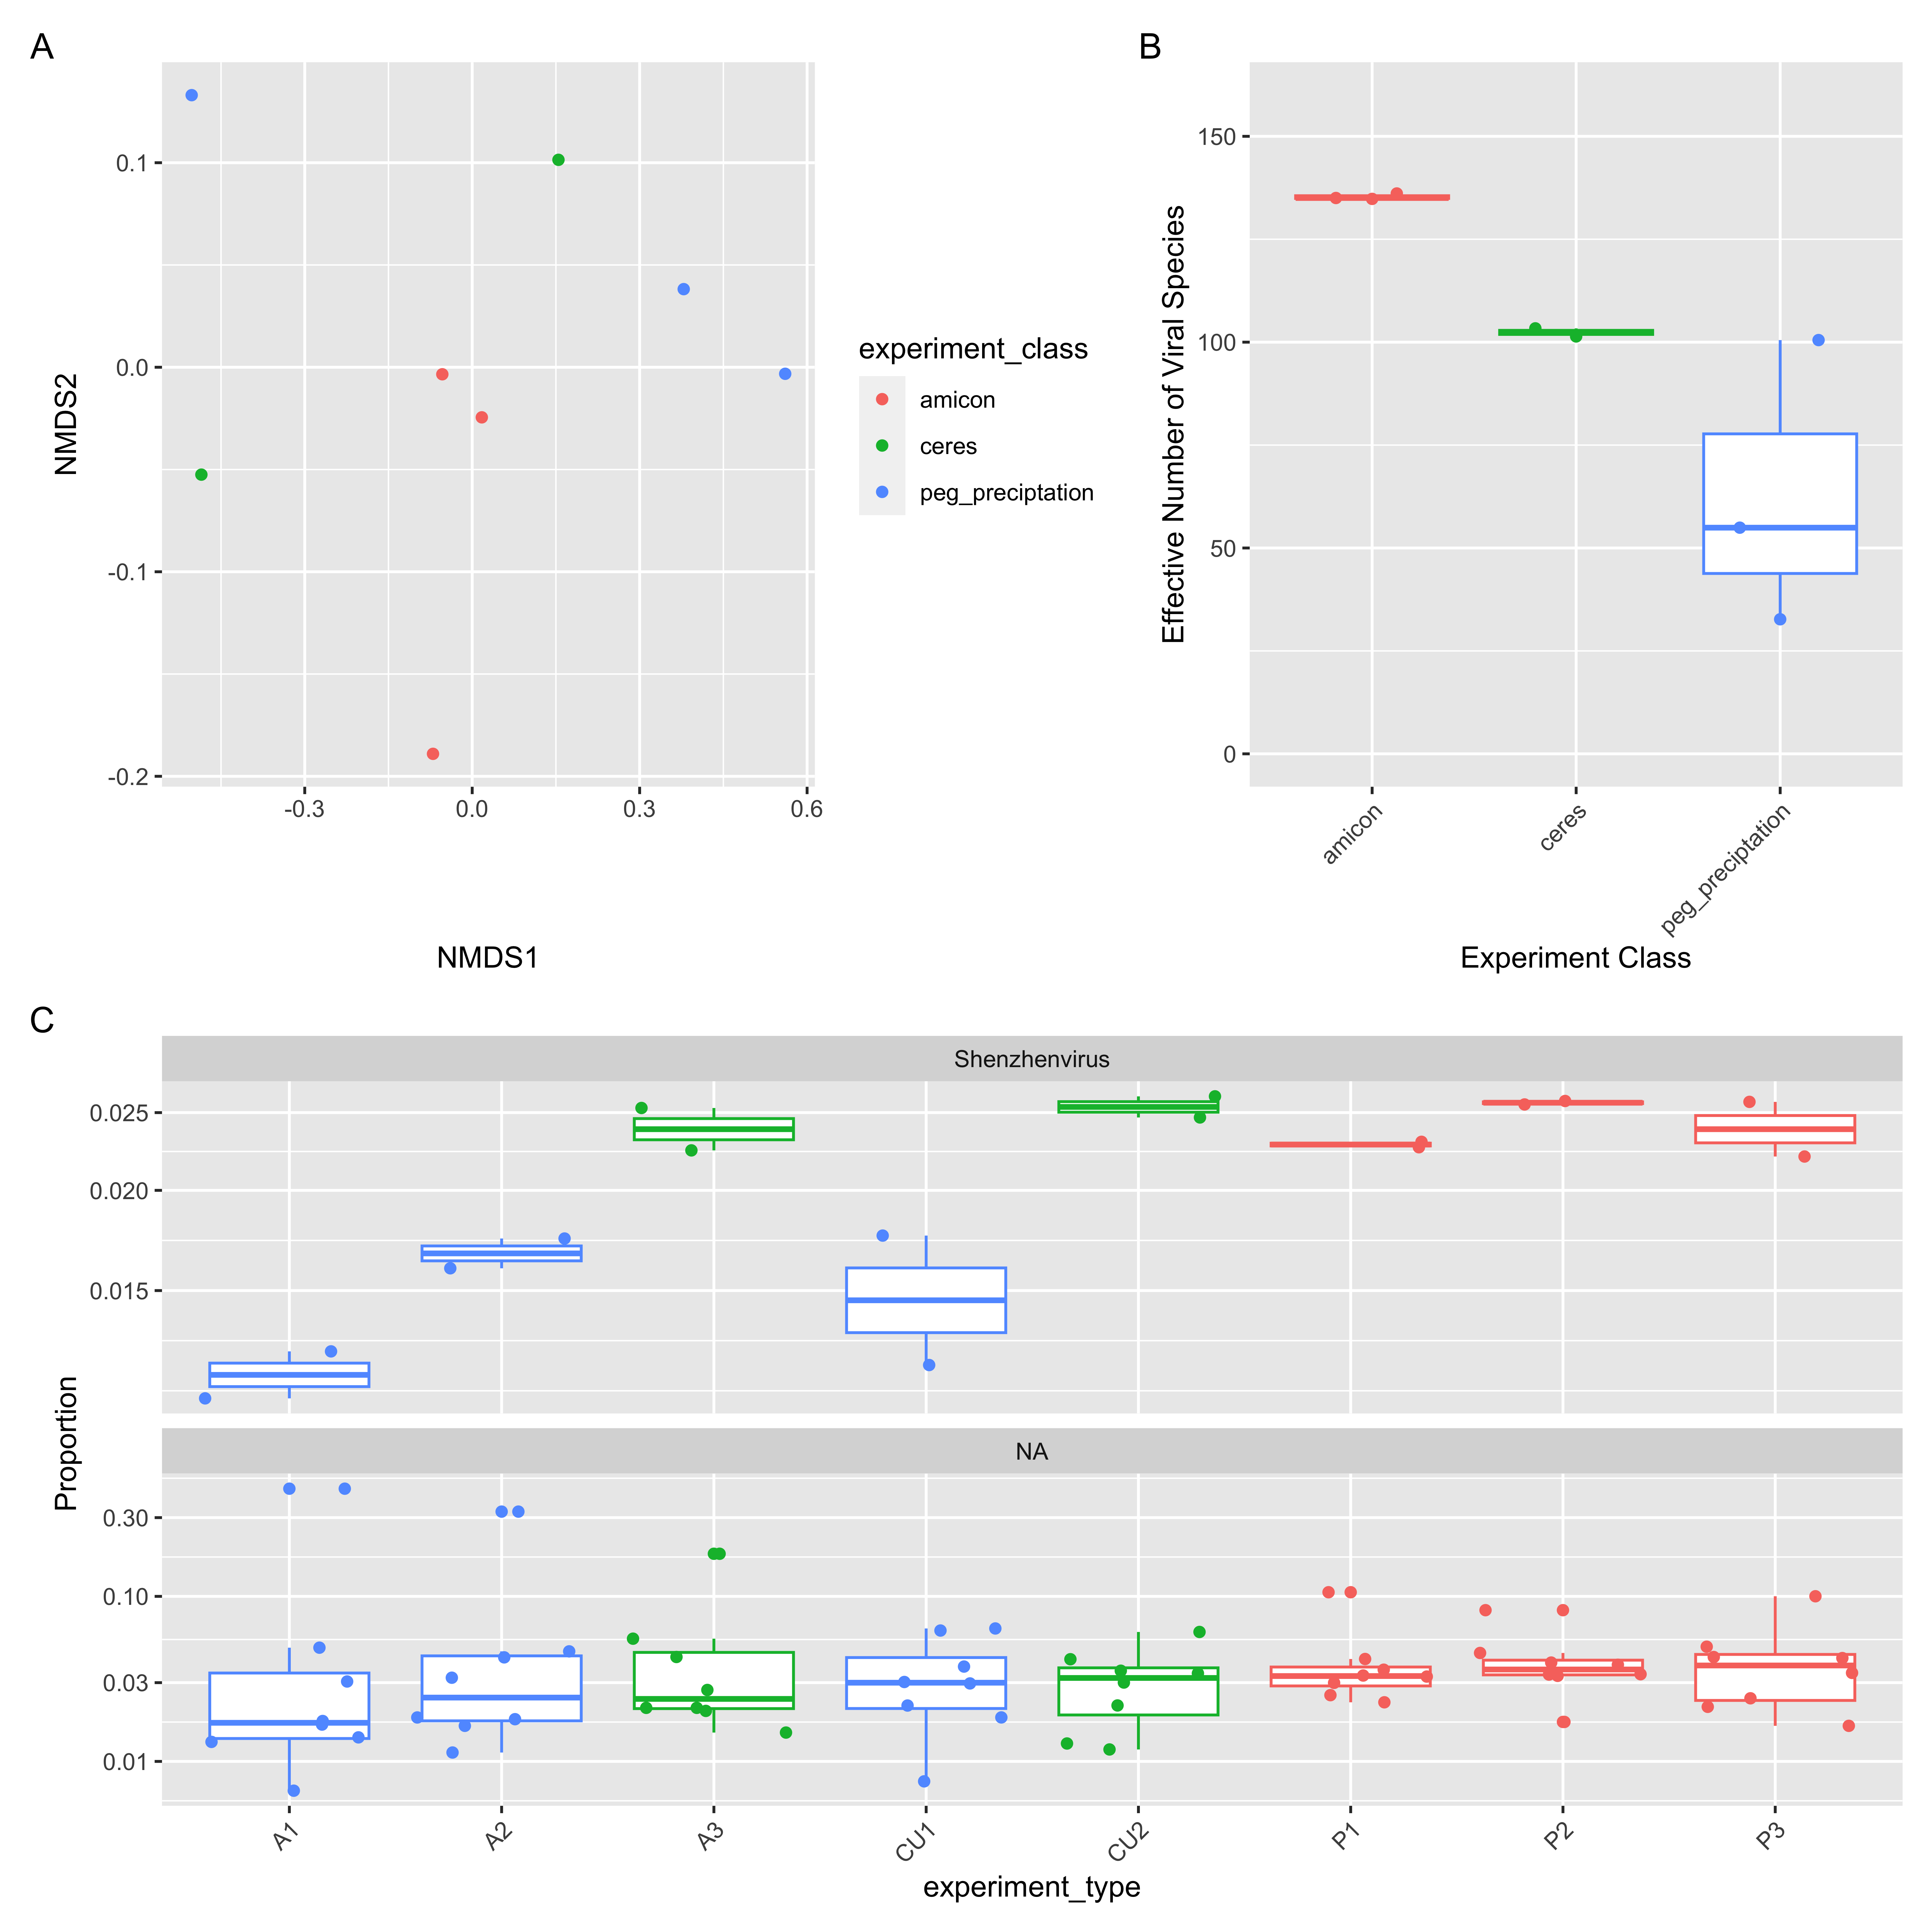 A
NMDS2
0.1
0.0
-0.1
-0.2
-0.3
0.0
0.3
0.6
NMDS1
experiment_class
amicon
ceres
peg_preciptation
B
Effective Number of Viral Species
150
100
50
0
amicon
ceres
peg_preciptation
Experiment Class
C
Proportion
Shenzhenvirus
0.025
0.020
0.015
NA
0.30
0.10
0.03
0.01
A1
A2
A3
CU1
CU2
P1
P2
P3
experiment_type